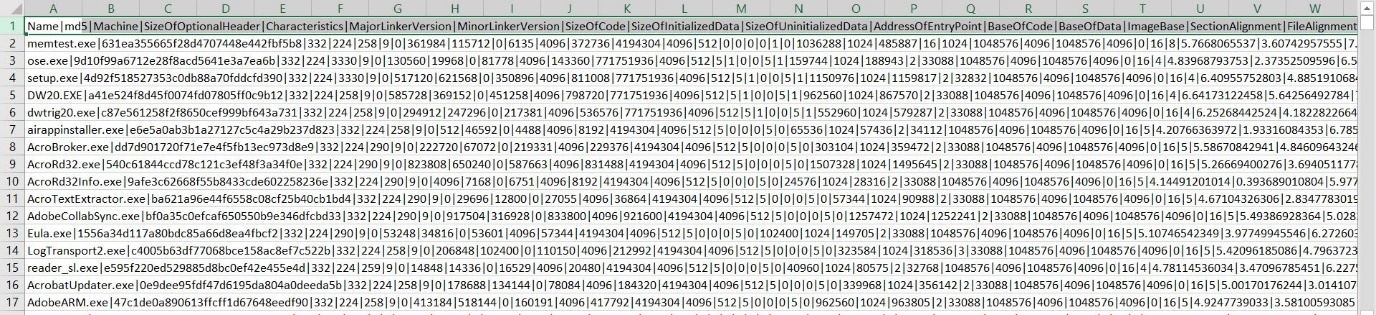 A B C D E F G H I J K L M N O P Q R S T U V W
1 Name|md5|Machine|SizeOfOptionalHeader|Characteristics|MajorLinkerVersion|MinorLinkerVersion|SizeOfCode|SizeOfInitializedData|SizeOfUninitializedData|AddressOfEntryPoint|BaseOfCode|BaseOfData|ImageBase|SectionAlignment|FileAlignment
2 memtest.exe|631ea355665f28d4707448e442fbf5b8|332|224|258|9|0|361984|115712|0|6135|4096|372736|4194304|4096|512|0|0|0|0|1|0|1036288|1024|485887|16|1024|1048576|4096|1048576|4096|0|16|8|5.7668065537|3.60742957555|7.
3 ose.exe|9d10f99a6712e28f8acd5641e3a7ea6b|332|224|3330|9|0|130560|19968|0|81778|4096|143360|771751936|4096|512|5|1|0|0|5|1|159744|1024|188943|2|33088|1048576|4096|1048576|4096|0|16|4|4.83968793753|2.37352509596|6.5
4 setup.exe|4d92f518527353c0db88a70fddcfd390|332|224|3330|9|0|517120|621568|0|350896|4096|811008|771751936|4096|512|5|1|0|0|5|1|1150976|1024|1159817|2|32832|1048576|4096|1048576|4096|0|16|6|6.40955752803|4.8851910684
5 DW20.EXE|a41e524f8d45f0074fd07805ff0c9b12|332|224|258|9|0|585728|369152|0|451258|4096|798720|771751936|4096|512|5|1|0|0|5|1|962560|1024|867570|2|33088|1048576|4096|1048576|4096|0|16|4|6.64173122458|5.64256492784|
6 dwtrig20.exe|c87e561258f2f8650cef999bf643a731|332|224|258|9|0|294912|247296|0|217381|4096|536576|771751936|4096|512|5|1|0|0|5|1|552960|1024|579287|2|33088|1048576|4096|1048576|4096|0|16|4|6.25268442524|4.1822822664
7 airappinstaller.exe|e6e5a0ab3b1a27127c5c4a29b237d823|332|224|258|9|0|512|46592|0|4488|4096|8192|4194304|4096|512|5|0|0|0|5|0|65536|1024|57436|2|34112|1048576|4096|1048576|4096|0|16|5|4.20766363972|1.93316084353|6.785
8 AcroBroker.exe|dd7d901720f71e7e4f5fb13ec973d8e9|332|224|290|9|0|222720|67072|0|219331|4096|229376|4194304|4096|512|5|0|0|0|5|0|303104|1024|359472|2|33088|1048576|4096|1048576|4096|0|16|5|5.58670842941|4.8460964324
9 AcroRd32.exe|540c61844ccd78c121c3ef48f3a34f0e|332|224|290|9|0|823808|650240|0|587663|4096|831488|4194304|4096|512|5|0|0|0|5|0|1507328|1024|1495645|2|33088|1048576|4096|1048576|4096|0|16|5|5.26669400276|3.694051177
10 AcroRd32Info.exe|9afe3c62668f55b8433cde602258236e|332|224|290|9|0|4096|7168|0|6751|4096|8192|4194304|4096|512|5|0|0|0|5|0|24576|1024|28316|2|33088|1048576|4096|1048576|4096|0|16|5|4.14491201014|0.393689010804|5.977
11 AcroTextExtractor.exe|ba621a96e44f6558c08cf25b40cb1bd4|332|224|290|9|0|29696|12800|0|27055|4096|36864|4194304|4096|512|5|0|0|0|5|0|57344|1024|90988|2|33088|1048576|4096|1048576|4096|0|16|5|4.67104326306|2.8347783019
12 AdobeCollabSync.exe|bf0a35c0efcaf650550b9e346dfcbd33|332|224|290|9|0|917504|316928|0|833800|4096|921600|4194304|4096|512|5|0|0|0|5|0|1257472|1024|1252241|2|33088|1048576|4096|1048576|4096|0|16|5|5.49386928364|5.028
13 Eula.exe|1556a34d117a80bdc85a66d8ea4fbcf2|332|224|290|9|0|53248|34816|0|53601|4096|57344|4194304|4096|512|5|0|0|0|5|0|102400|1024|149705|2|33088|1048576|4096|1048576|4096|0|16|5|5.10746542349|3.97749945546|6.272603
14 LogTransport2.exe|c4005b63df77068bce158ac8ef7c522b|332|224|258|9|0|206848|102400|0|110150|4096|212992|4194304|4096|512|5|0|0|0|5|0|323584|1024|318536|3|33088|1048576|4096|1048576|4096|0|16|5|5.42096185086|4.7963723
15 reader_sl.exe|e595f220ed529885d8bc0ef42e455e4d|332|224|259|9|0|14848|14336|0|16529|4096|20480|4194304|4096|512|5|0|0|0|5|0|40960|1024|80575|2|32768|1048576|4096|1048576|4096|0|16|4|4.78114536034|3.47096785451|6.2275
16 AcrobatUpdater.exe|0e9dee95fdf47d6195da804a0deeda5b|332|224|258|9|0|178688|134144|0|78084|4096|184320|4194304|4096|512|5|0|0|0|5|0|339968|1024|356142|2|33088|1048576|4096|1048576|4096|0|16|5|5.00170176244|3.014107
17 AdobeARM.exe|47c1de0a890613ffcff1d67648eedf90|332|224|258|9|0|413184|518144|0|160191|4096|417792|4194304|4096|512|5|0|0|0|5|0|962560|1024|963805|2|33088|1048576|4096|1048576|4096|0|16|5|4.9247739033|3.58100593085